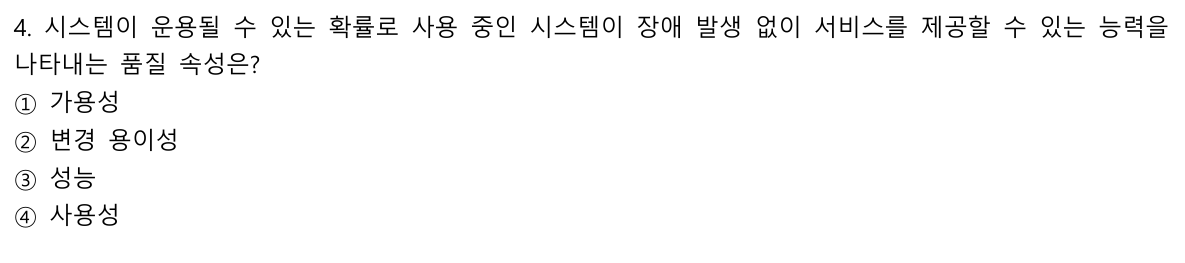 4. 시스템이 운용될 수 있는 확률로 사용 중인 시스템이 장애 발생 없이 서비스를 제공할 수 있는 능력을
나타내는 품질 속성은?
① 가용성
② 변경 용이성
③ 성능
④ 사용성